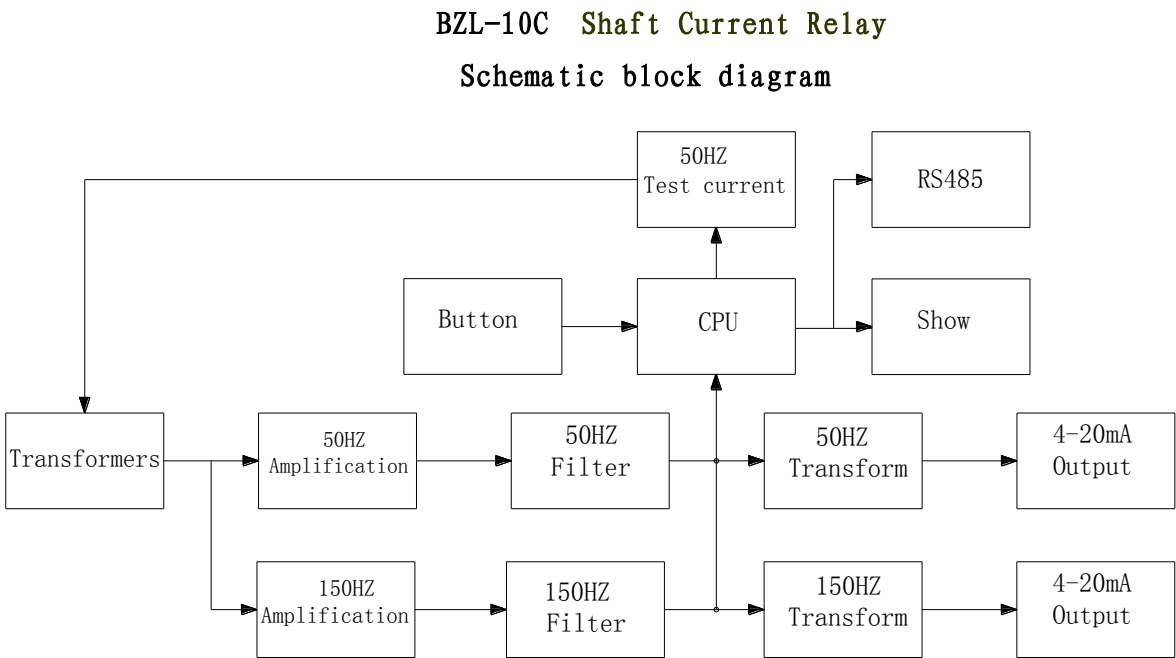 BZL-10C Shaft Current Relay
Schematic block diagram
50HZ
Test current
RS485
Button
CPU
Show
Transformers
50HZ
Amplification
50HZ
Filter
50HZ
Transform
4-20mA
Output
150HZ
Amplification
150HZ
Filter
150HZ
Transform
4-20mA
Output